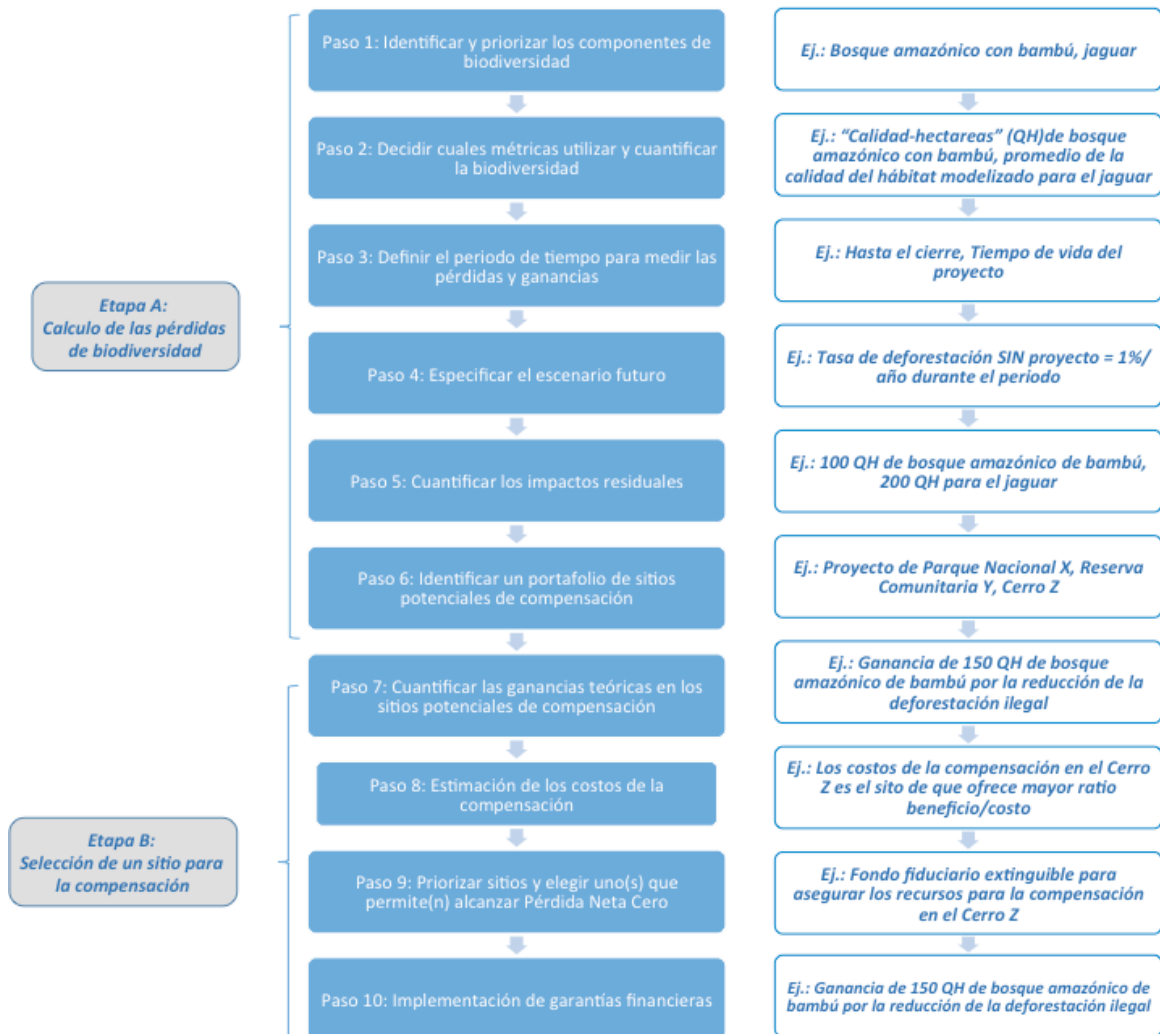 Paso 1: Identificar y priorizar los componentes de
biodiversidad
Ej.: Bosque amazónico con bambú, jaguar
Paso 2: Decidir cuales métricas utilizar y cuantificar
la biodiversidad
Ej.: “Calidad-hectareas” (QH)de bosque
amazónico con bambú, promedio de la
calidad del hábitat modelizado para el jaguar
Paso 3: Definir el periodo de tiempo para medir las
pérdidas y ganancias
Ej.: Hasta el cierre, Tiempo de vida del
proyecto
Etapa A:
Calculo de las pérdidas
de biodiversidad
Paso 4: Especificar el escenario futuro
Ej.: Tasa de deforestación SIN proyecto = 1%/
año durante el periodo
Paso 5: Cuantificar los impactos residuales
Ej.: 100 QH de bosque amazónico de bambú,
200 QH para el jaguar
Paso 6: Identificar un portafolio de sitios
potenciales de compensación
Ej.: Proyecto de Parque Nacional X, Reserva
Comunitaria Y, Cerro Z
Paso 7: Cuantificar las ganancias teóricas en los
sitios potenciales de compensación
Ej.: Ganancia de 150 QH de bosque
amazónico de bambú por la reducción de la
deforestación ilegal
Paso 8: Estimación de los costos de la
compensación
Ej.: Los costos de la compensación en el Cerro
Z es el sito de que ofrece mayor ratio
beneficio/costo
Etapa B:
Selección de un sitio para
la compensación
Paso 9: Priorizar sitios y elegir uno(s) que
permite(n) alcanzar Pérdida Neta Cero
Ej.: Fondo fiduciario extinguible para
asegurar los recursos para la compensación
en el Cerro Z
Paso 10: Implementación de garantías financieras
Ej.: Ganancia de 150 QH de bosque amazónico de
bambú por la reducción de la deforestación ilegal